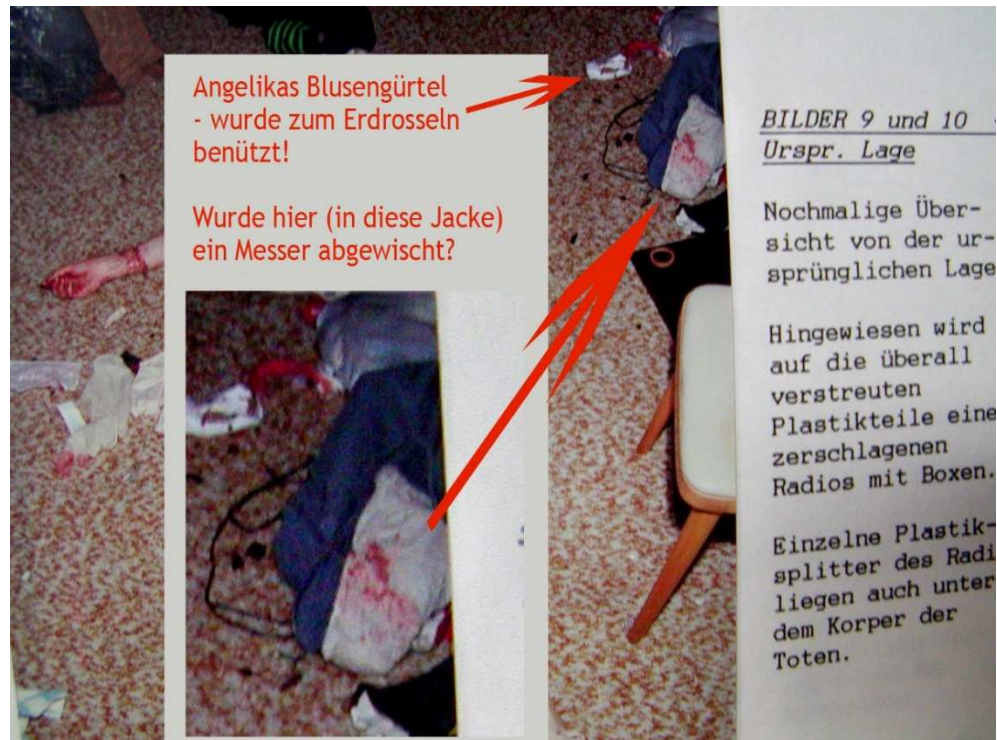 Angelikas Blusengürtel
- wurde zum Erdrosseln
benützt!
Wurde hier (in diese Jacke)
ein Messer abgewischt?
BILDER 9 und 10
Urspr. Lage
Nochmalige Über-
sicht von der ur-
sprünglichen Lage
Hingewiesen wird
auf die überall
verstreuten
Plastikteile eine
zerschlagenen
Radios mit Boxen.
Einzelne Plastik-
splitter des Radi
liegen auch unter
dem Korper der
Toten.